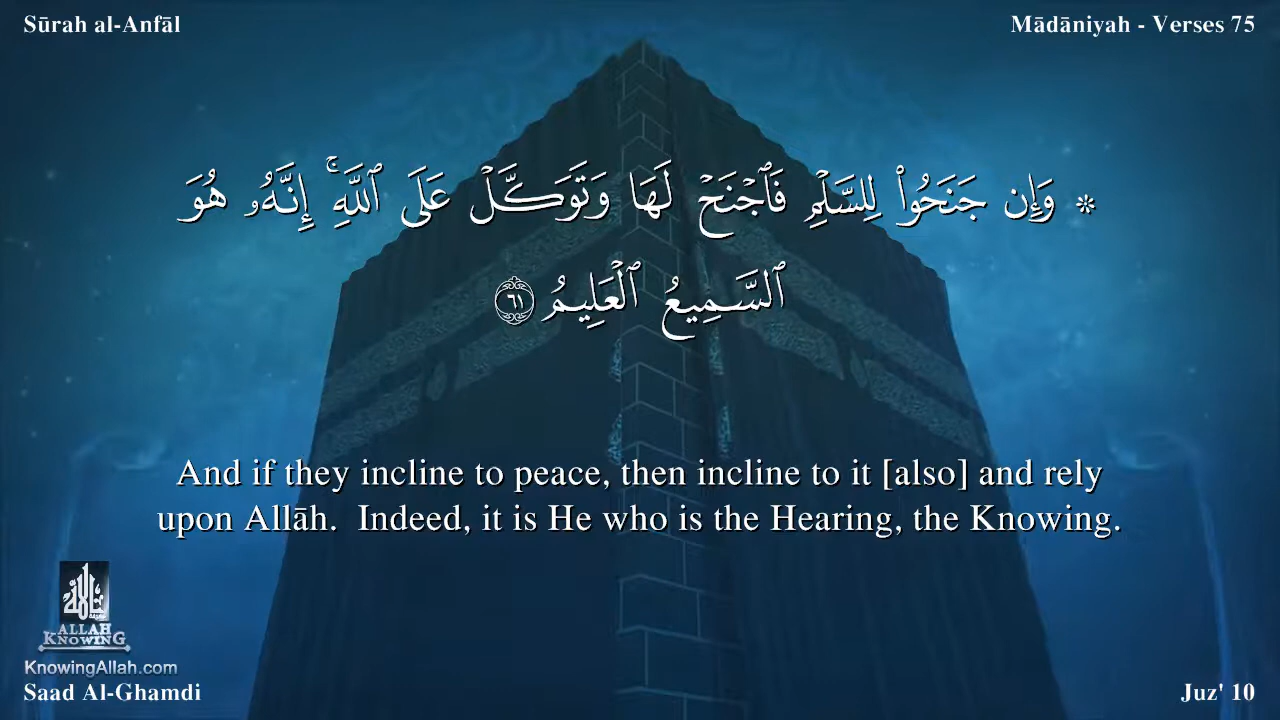 Sūrah al-Anfāl
Mādāniyah - Verses 75
۞ وَإِن جَنَحُوا۟ لِلسَّلْمِ فَٱجْنَحْ لَهَا وَتَوَكَّلْ عَلَى ٱللَّهِ ۚ إِنَّهُۥ هُوَ
ٱلسَّمِيعُ ٱلْعَلِيمُ ٦١
And if they incline to peace, then incline to it [also] and rely
upon Allāh. Indeed, it is He who is the Hearing, the Knowing.
ALLAH
KNOWING
KnowingAllah.com
Saad Al-Ghamdi
Juz' 10